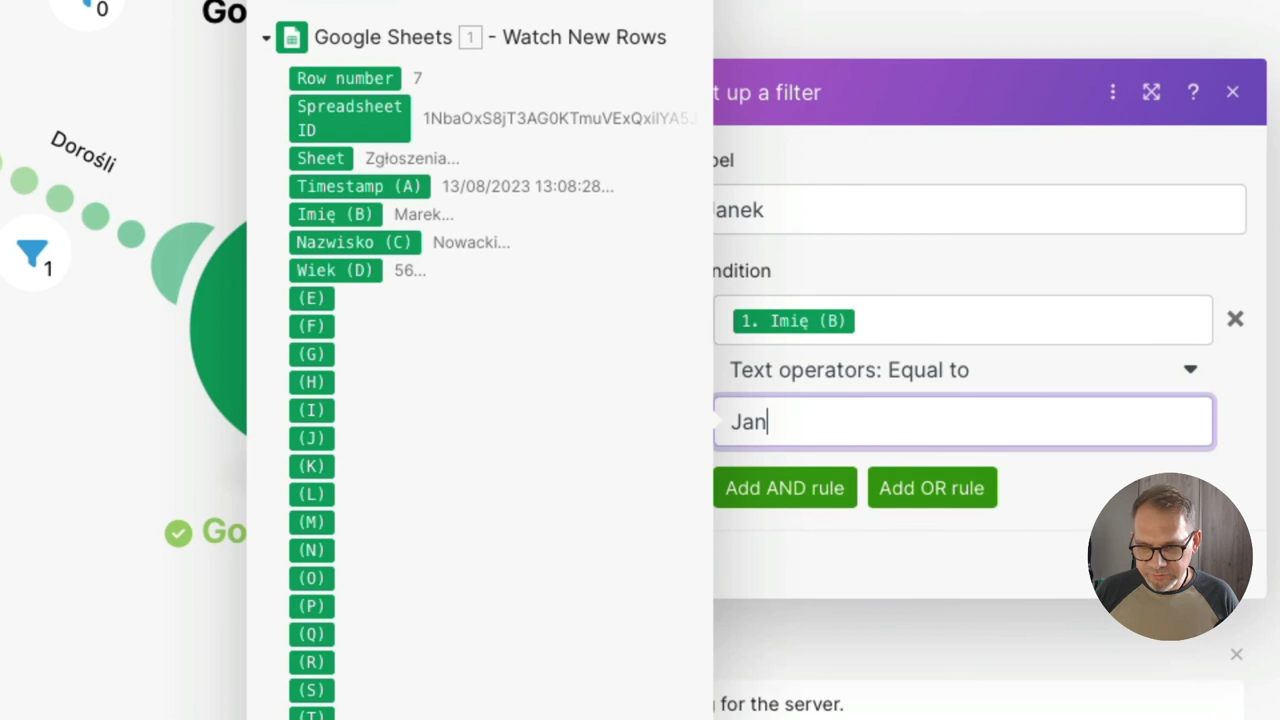 0
Go
Dorośli
1
Go
Google Sheets 1 - Watch New Rows
Row number 7
Spreadsheet ID 1NbaOxS8jT3AG0KTmuVExQxiIYA5J
Sheet Zgłoszenia...
Timestamp (A) 13/08/2023 13:08:28...
Imię (B) Marek...
Nazwisko (C) Nowacki...
Wiek (D) 56...
(E)
(F)
(G)
(H)
(I)
(J)
(K)
(L)
(M)
(N)
(O)
(P)
(Q)
(R)
(S)
(T)
t up a filter
?
bel
Janek
ndition
1. Imię (B)
Text operators: Equal to
Jan
Add AND rule Add OR rule
for the server.